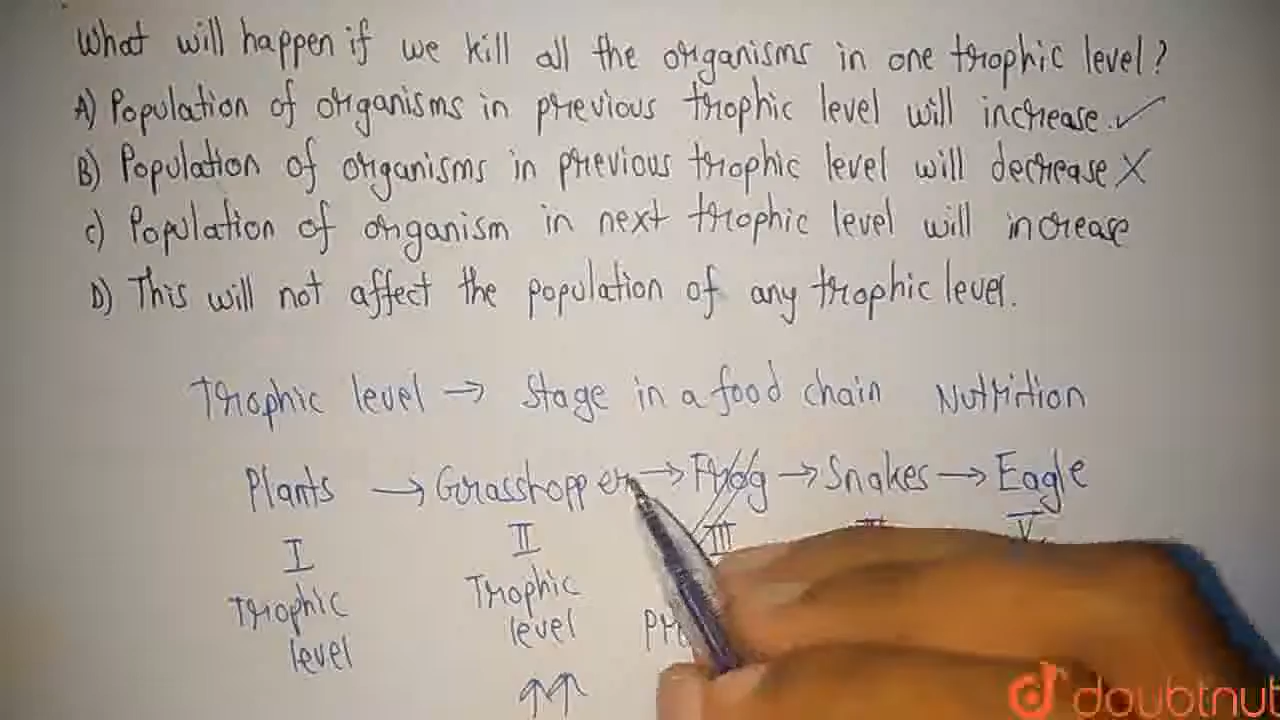 What will happen if we kill all the organisms in one trophic level?
A) Population of organisms in previous trophic level will increase. ✓
B) Population of organisms in previous trophic level will decrease X
C) Population of organism in next trophic level will increase
D) This will not affect the population of any trophic level.
Trophic level → Stage in a food chain Nutrition
Plants → Grasshopper → Frog → Snakes → Eagle
I II III V
Trophic level
Trophic level
↑↑
doubtnut